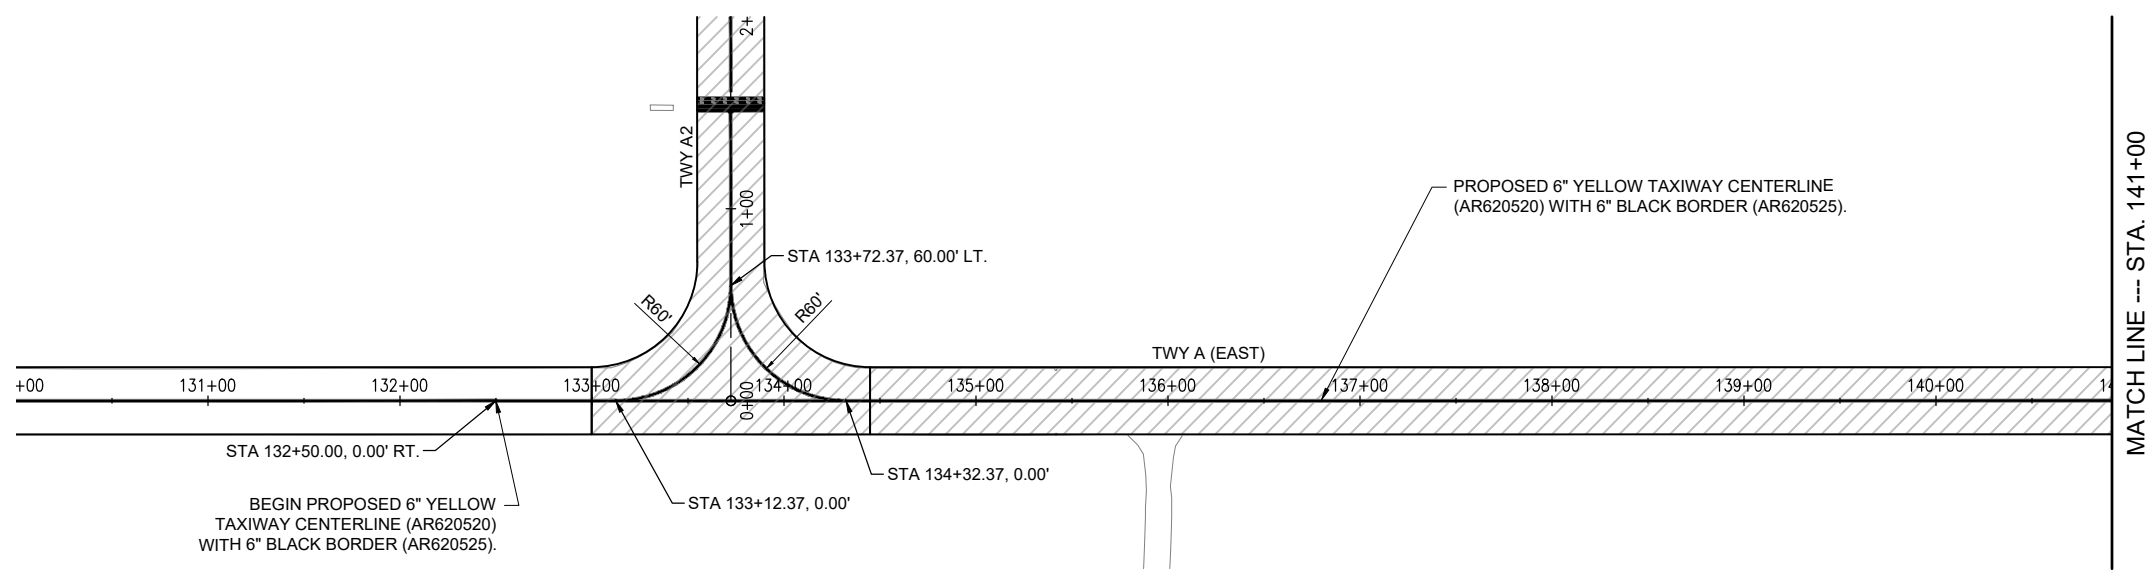 2+
TWY A2
1+00
STA 133+72.37, 60.00' LT.
R60'
R60'
PROPOSED 6" YELLOW TAXIWAY CENTERLINE
(AR620520) WITH 6" BLACK BORDER (AR620525).
MATCH LINE --- STA. 141+00
TWY A (EAST)
+00
131+00
132+00
133+00
134+00
135+00
136+00
137+00
138+00
139+00
140+00
14
0+00
STA 132+50.00, 0.00' RT.
STA 134+32.37, 0.00'
STA 133+12.37, 0.00'
BEGIN PROPOSED 6" YELLOW
TAXIWAY CENTERLINE (AR620520)
WITH 6" BLACK BORDER (AR620525).